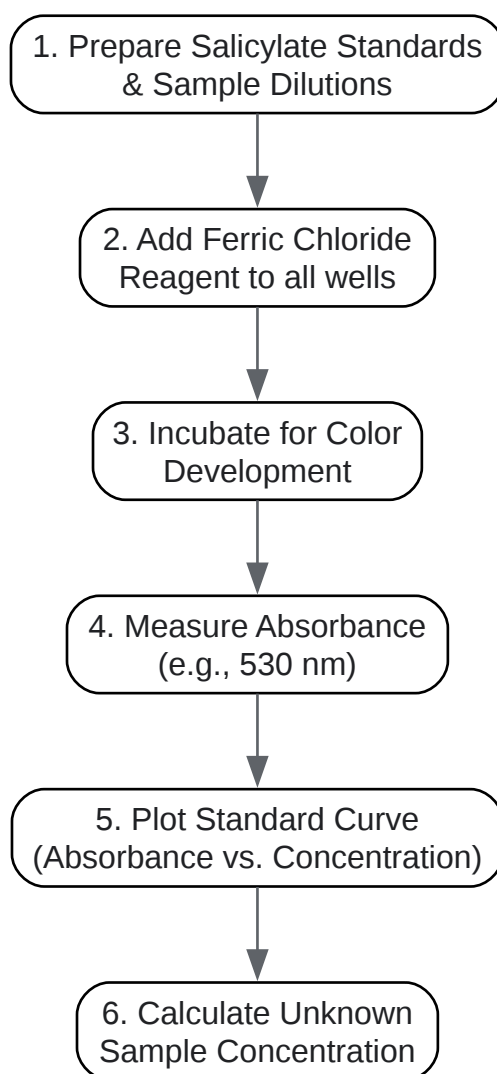 1. Prepare Salicylate Standards
& Sample Dilutions
2. Add Ferric Chloride
Reagent to all wells
3. Incubate for Color
Development
4. Measure Absorbance
(e.g., 530 nm)
5. Plot Standard Curve
(Absorbance vs. Concentration)
6. Calculate Unknown
Sample Concentration